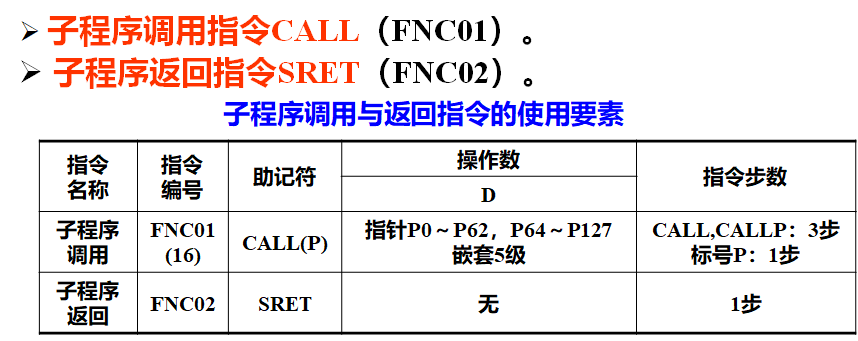 ➢ 子程序调用指令CALL（FNC01）。
➢ 子程序返回指令SRET（FNC02）。
子程序调用与返回指令的使用要素
指令名称 指令编号 助记符 操作数 指令步数
D
子程序调用 FNC01(16) CALL(P) 指针P0～P62，P64～P127 嵌套5级 CALL,CALLP：3步 标号P：1步
子程序返回 FNC02 SRET 无 1步